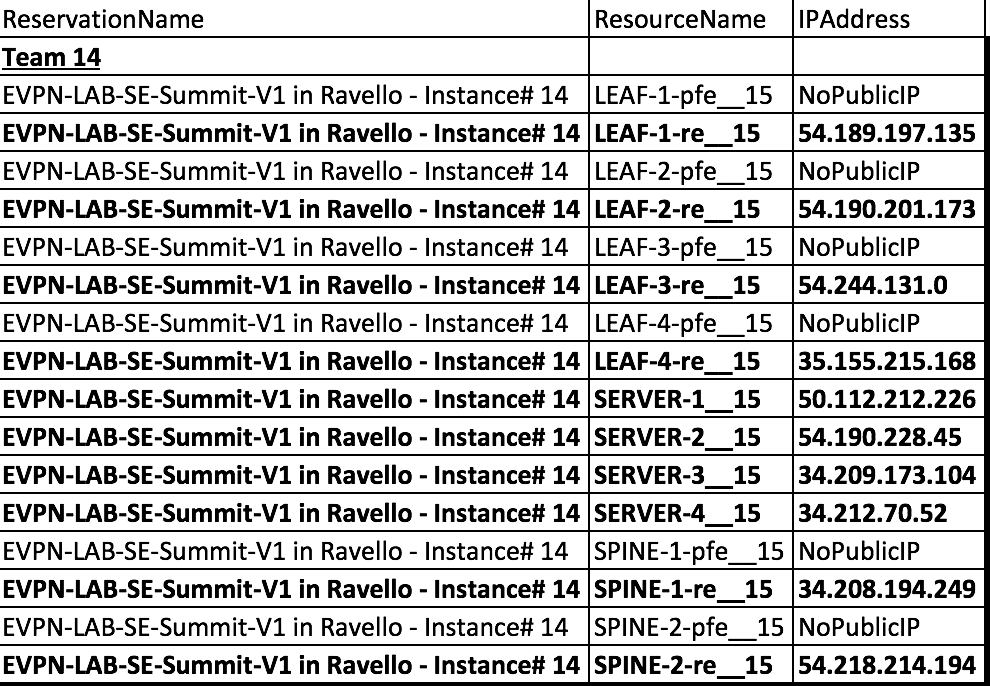 ReservationName ResourceName IPAddress
Team 14
EVPN-LAB-SE-Summit-V1 in Ravello - Instance# 14 LEAF-1-pfe__15 NoPublicIP
EVPN-LAB-SE-Summit-V1 in Ravello - Instance# 14 LEAF-1-re__15 54.189.197.135
EVPN-LAB-SE-Summit-V1 in Ravello - Instance# 14 LEAF-2-pfe__15 NoPublicIP
EVPN-LAB-SE-Summit-V1 in Ravello - Instance# 14 LEAF-2-re__15 54.190.201.173
EVPN-LAB-SE-Summit-V1 in Ravello - Instance# 14 LEAF-3-pfe__15 NoPublicIP
EVPN-LAB-SE-Summit-V1 in Ravello - Instance# 14 LEAF-3-re__15 54.244.131.0
EVPN-LAB-SE-Summit-V1 in Ravello - Instance# 14 LEAF-4-pfe__15 NoPublicIP
EVPN-LAB-SE-Summit-V1 in Ravello - Instance# 14 LEAF-4-re__15 35.155.215.168
EVPN-LAB-SE-Summit-V1 in Ravello - Instance# 14 SERVER-1__15 50.112.212.226
EVPN-LAB-SE-Summit-V1 in Ravello - Instance# 14 SERVER-2__15 54.190.228.45
EVPN-LAB-SE-Summit-V1 in Ravello - Instance# 14 SERVER-3__15 34.209.173.104
EVPN-LAB-SE-Summit-V1 in Ravello - Instance# 14 SERVER-4__15 34.212.70.52
EVPN-LAB-SE-Summit-V1 in Ravello - Instance# 14 SPINE-1-pfe__15 NoPublicIP
EVPN-LAB-SE-Summit-V1 in Ravello - Instance# 14 SPINE-1-re__15 34.208.194.249
EVPN-LAB-SE-Summit-V1 in Ravello - Instance# 14 SPINE-2-pfe__15 NoPublicIP
EVPN-LAB-SE-Summit-V1 in Ravello - Instance# 14 SPINE-2-re__15 54.218.214.194